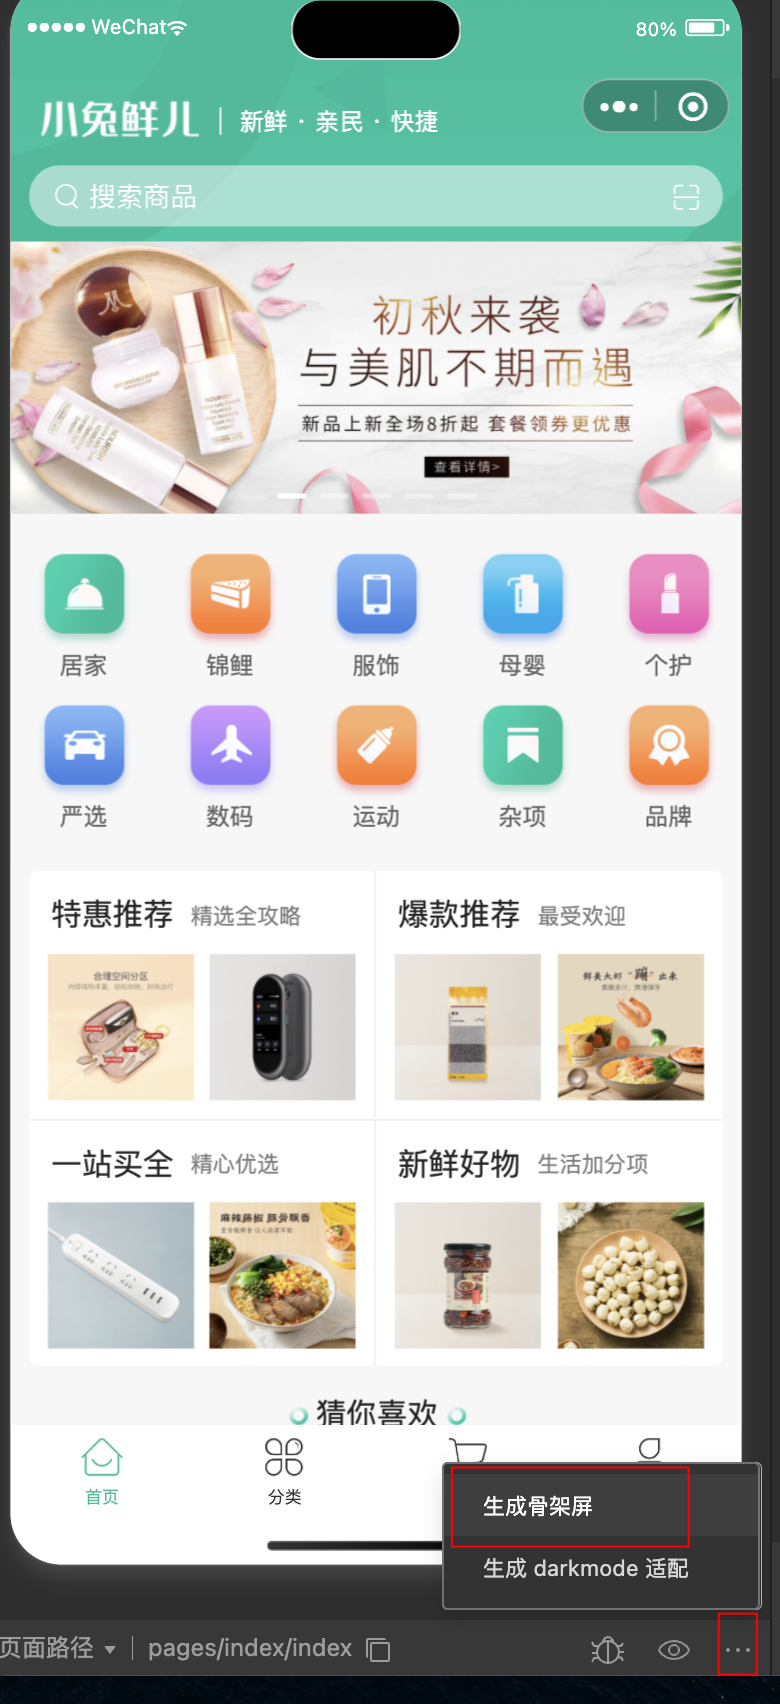 WeChat
80%
小兔鲜儿 | 新鲜 · 亲民 · 快捷
搜索商品
初秋来袭
与美肌不期而遇
新品上新全场8折起 套餐领券更优惠
查看详情>
居家 锦鲤 服饰 母婴 个护
严选 数码 运动 杂项 品牌
特惠推荐 精选全攻略
爆款推荐 最受欢迎
合理空间分区
鲜美大虾 "蹦" 出来
一站买全 精心优选
新鲜好物 生活加分项
麻辣藤椒 豚骨飘香
猜你喜欢
首页 分类
生成骨架屏
生成 darkmode 适配
页面路径 pages/index/index